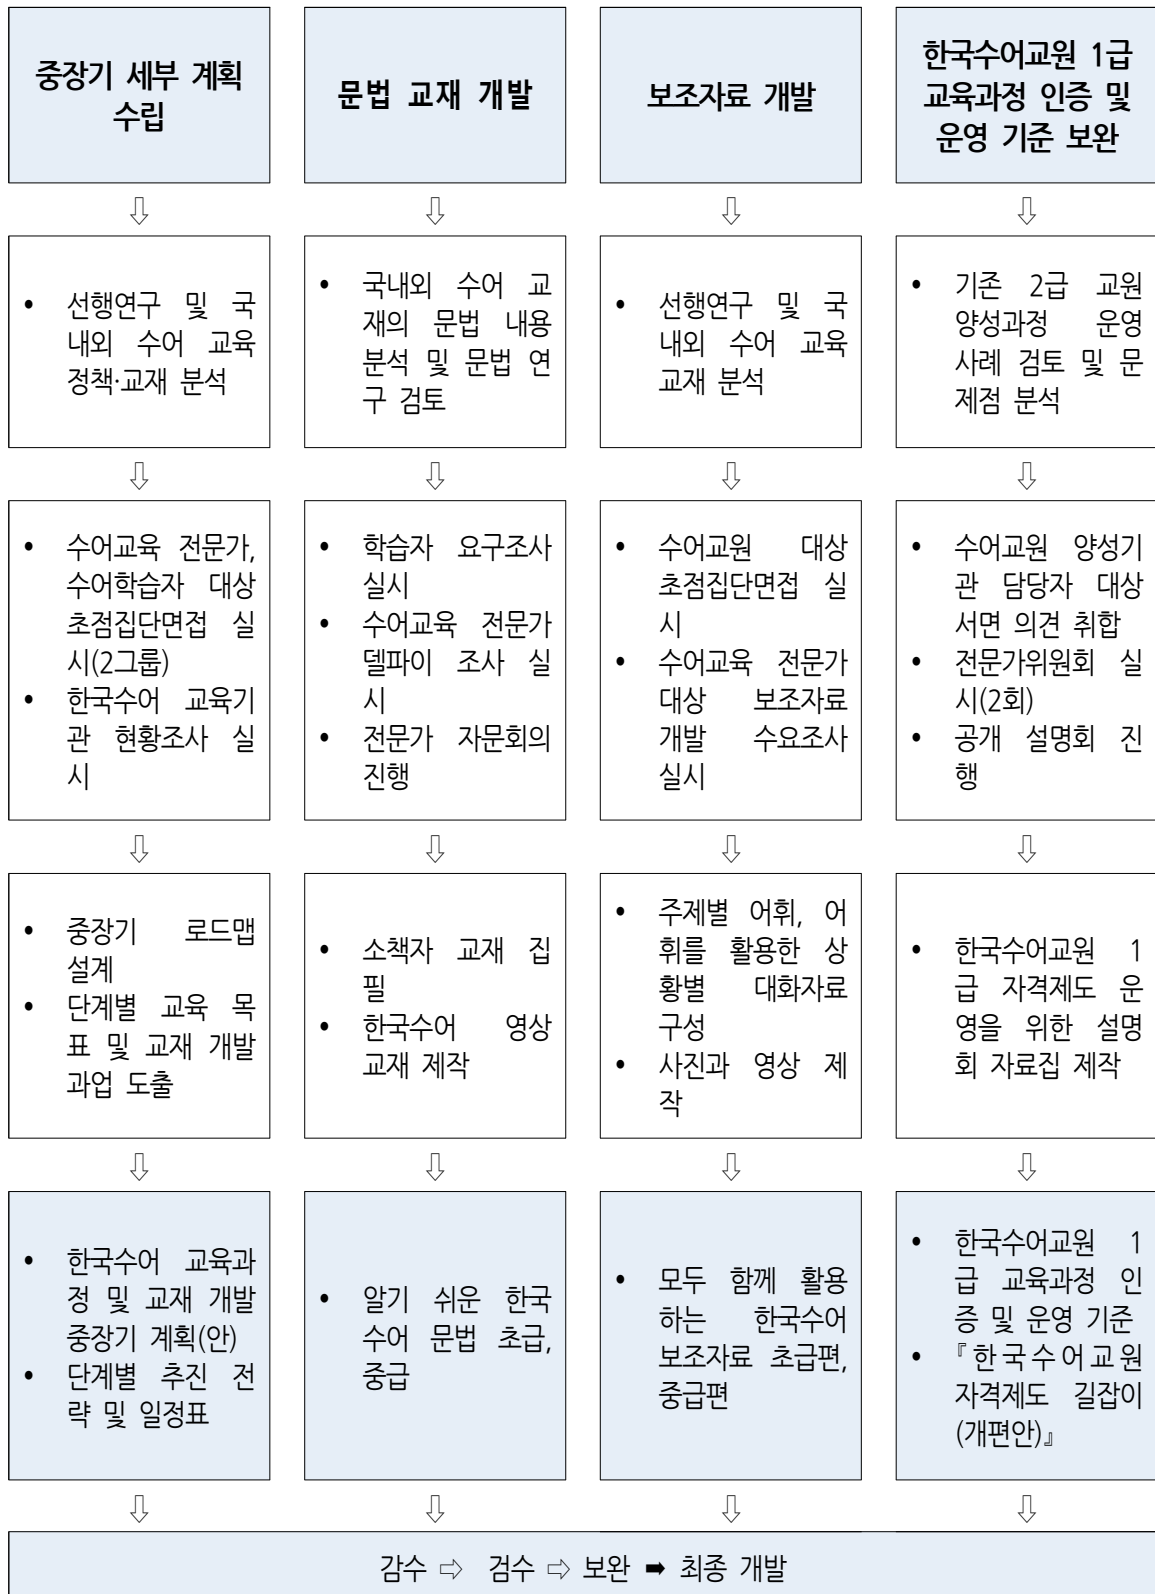 중장기 세부 계획
수립
문법 교재 개발
보조자료 개발
한국수어교원 1급
교육과정 인증 및
운영 기준 보완
⇩ ⇩ ⇩ ⇩
• 선행연구 및 국
내외 수어 교육
정책·교재 분석
• 국내외 수어 교
재의 문법 내용
분석 및 문법 연
구 검토
• 선행연구 및 국
내외 수어 교육
교재 분석
• 기존 2급 교원
양성과정 운영
사례 검토 및 문
제점 분석
⇩ ⇩ ⇩ ⇩
• 수어교육 전문가,
수어학습자 대상
초점집단면접 실
시(2그룹)
• 한국수어 교육기
관 현황조사 실
시
• 학습자 요구조사
실시
• 수어교육 전문가
델파이 조사 실
시
• 전문가 자문회의
진행
• 수어교원 대상
초점집단면접 실
시
• 수어교육 전문가
대상 보조자료
개발 수요조사
실시
• 수어교원 양성기
관 담당자 대상
서면 의견 취합
• 전문가위원회 실
시(2회)
• 공개 설명회 진
행
⇩ ⇩ ⇩ ⇩
• 중장기 로드맵
설계
• 단계별 교육 목
표 및 교재 개발
과업 도출
• 소책자 교재 집
필
• 한국수어 영상
교재 제작
• 주제별 어휘, 어
휘를 활용한 상
황별 대화자료
구성
• 사진과 영상 제
작
• 한국수어교원 1
급 자격제도 운
영을 위한 설명
회 자료집 제작
⇩ ⇩ ⇩ ⇩
• 한국수어 교육과
정 및 교재 개발
중장기 계획(안)
• 단계별 추진 전
략 및 일정표
• 알기 쉬운 한국
수어 문법 초급,
중급
• 모두 함께 활용
하는 한국수어
보조자료 초급편,
중급편
• 한국수어교원 1
급 교육과정 인
증 및 운영 기준
• 『한국수어교원
자격제도 길잡이
(개편안)』
⇩ ⇩ ⇩ ⇩
감수 ⇨ 검수 ⇨ 보완 ➡ 최종 개발